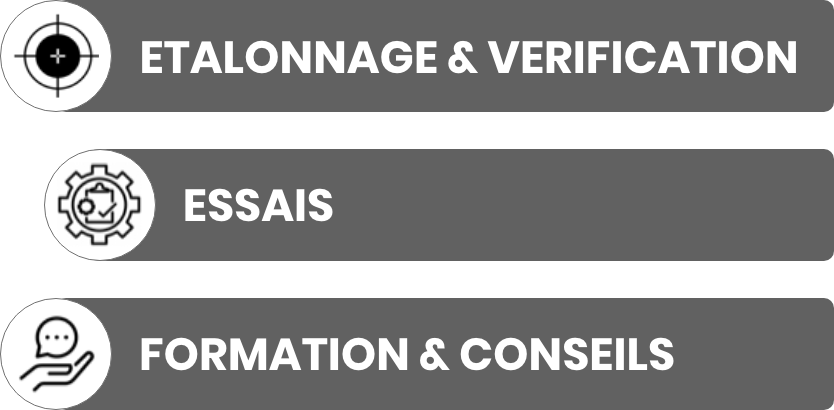 ETALONNAGE & VERIFICATION
ESSAIS
FORMATION & CONSEILS